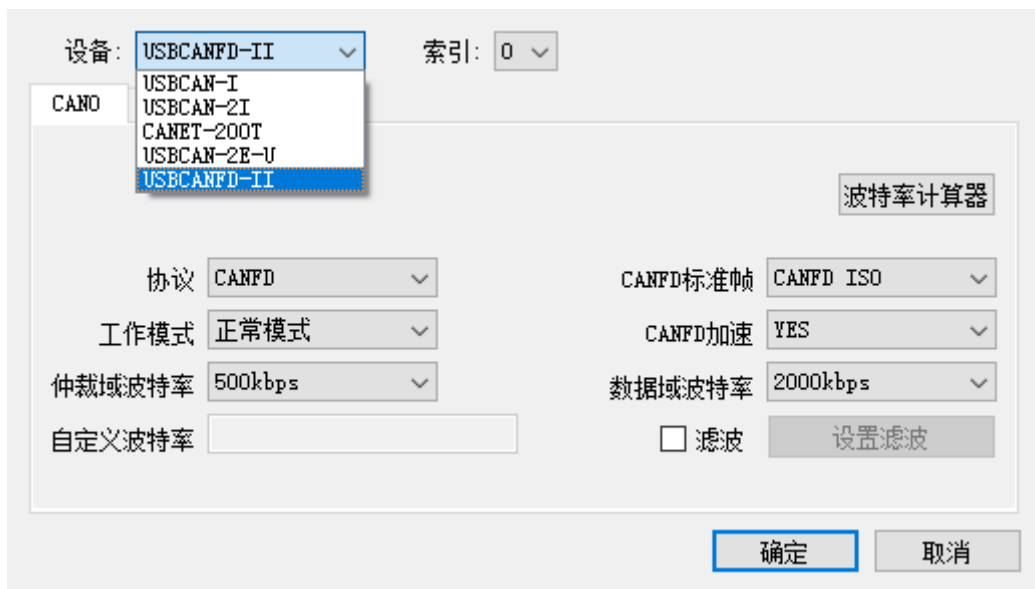 设备: USBCANFD-II 索引: 0
USBCAN-I
USBCAN-2I
CANET-200T
USBCAN-2E-U
USBCANFD-II
CAN0
波特率计算器
协议 CANFD CANFD标准帧 CANFD ISO
工作模式 正常模式 CANFD加速 YES
仲裁域波特率 500kbps 数据域波特率 2000kbps
自定义波特率 滤波 设置滤波
确定 取消